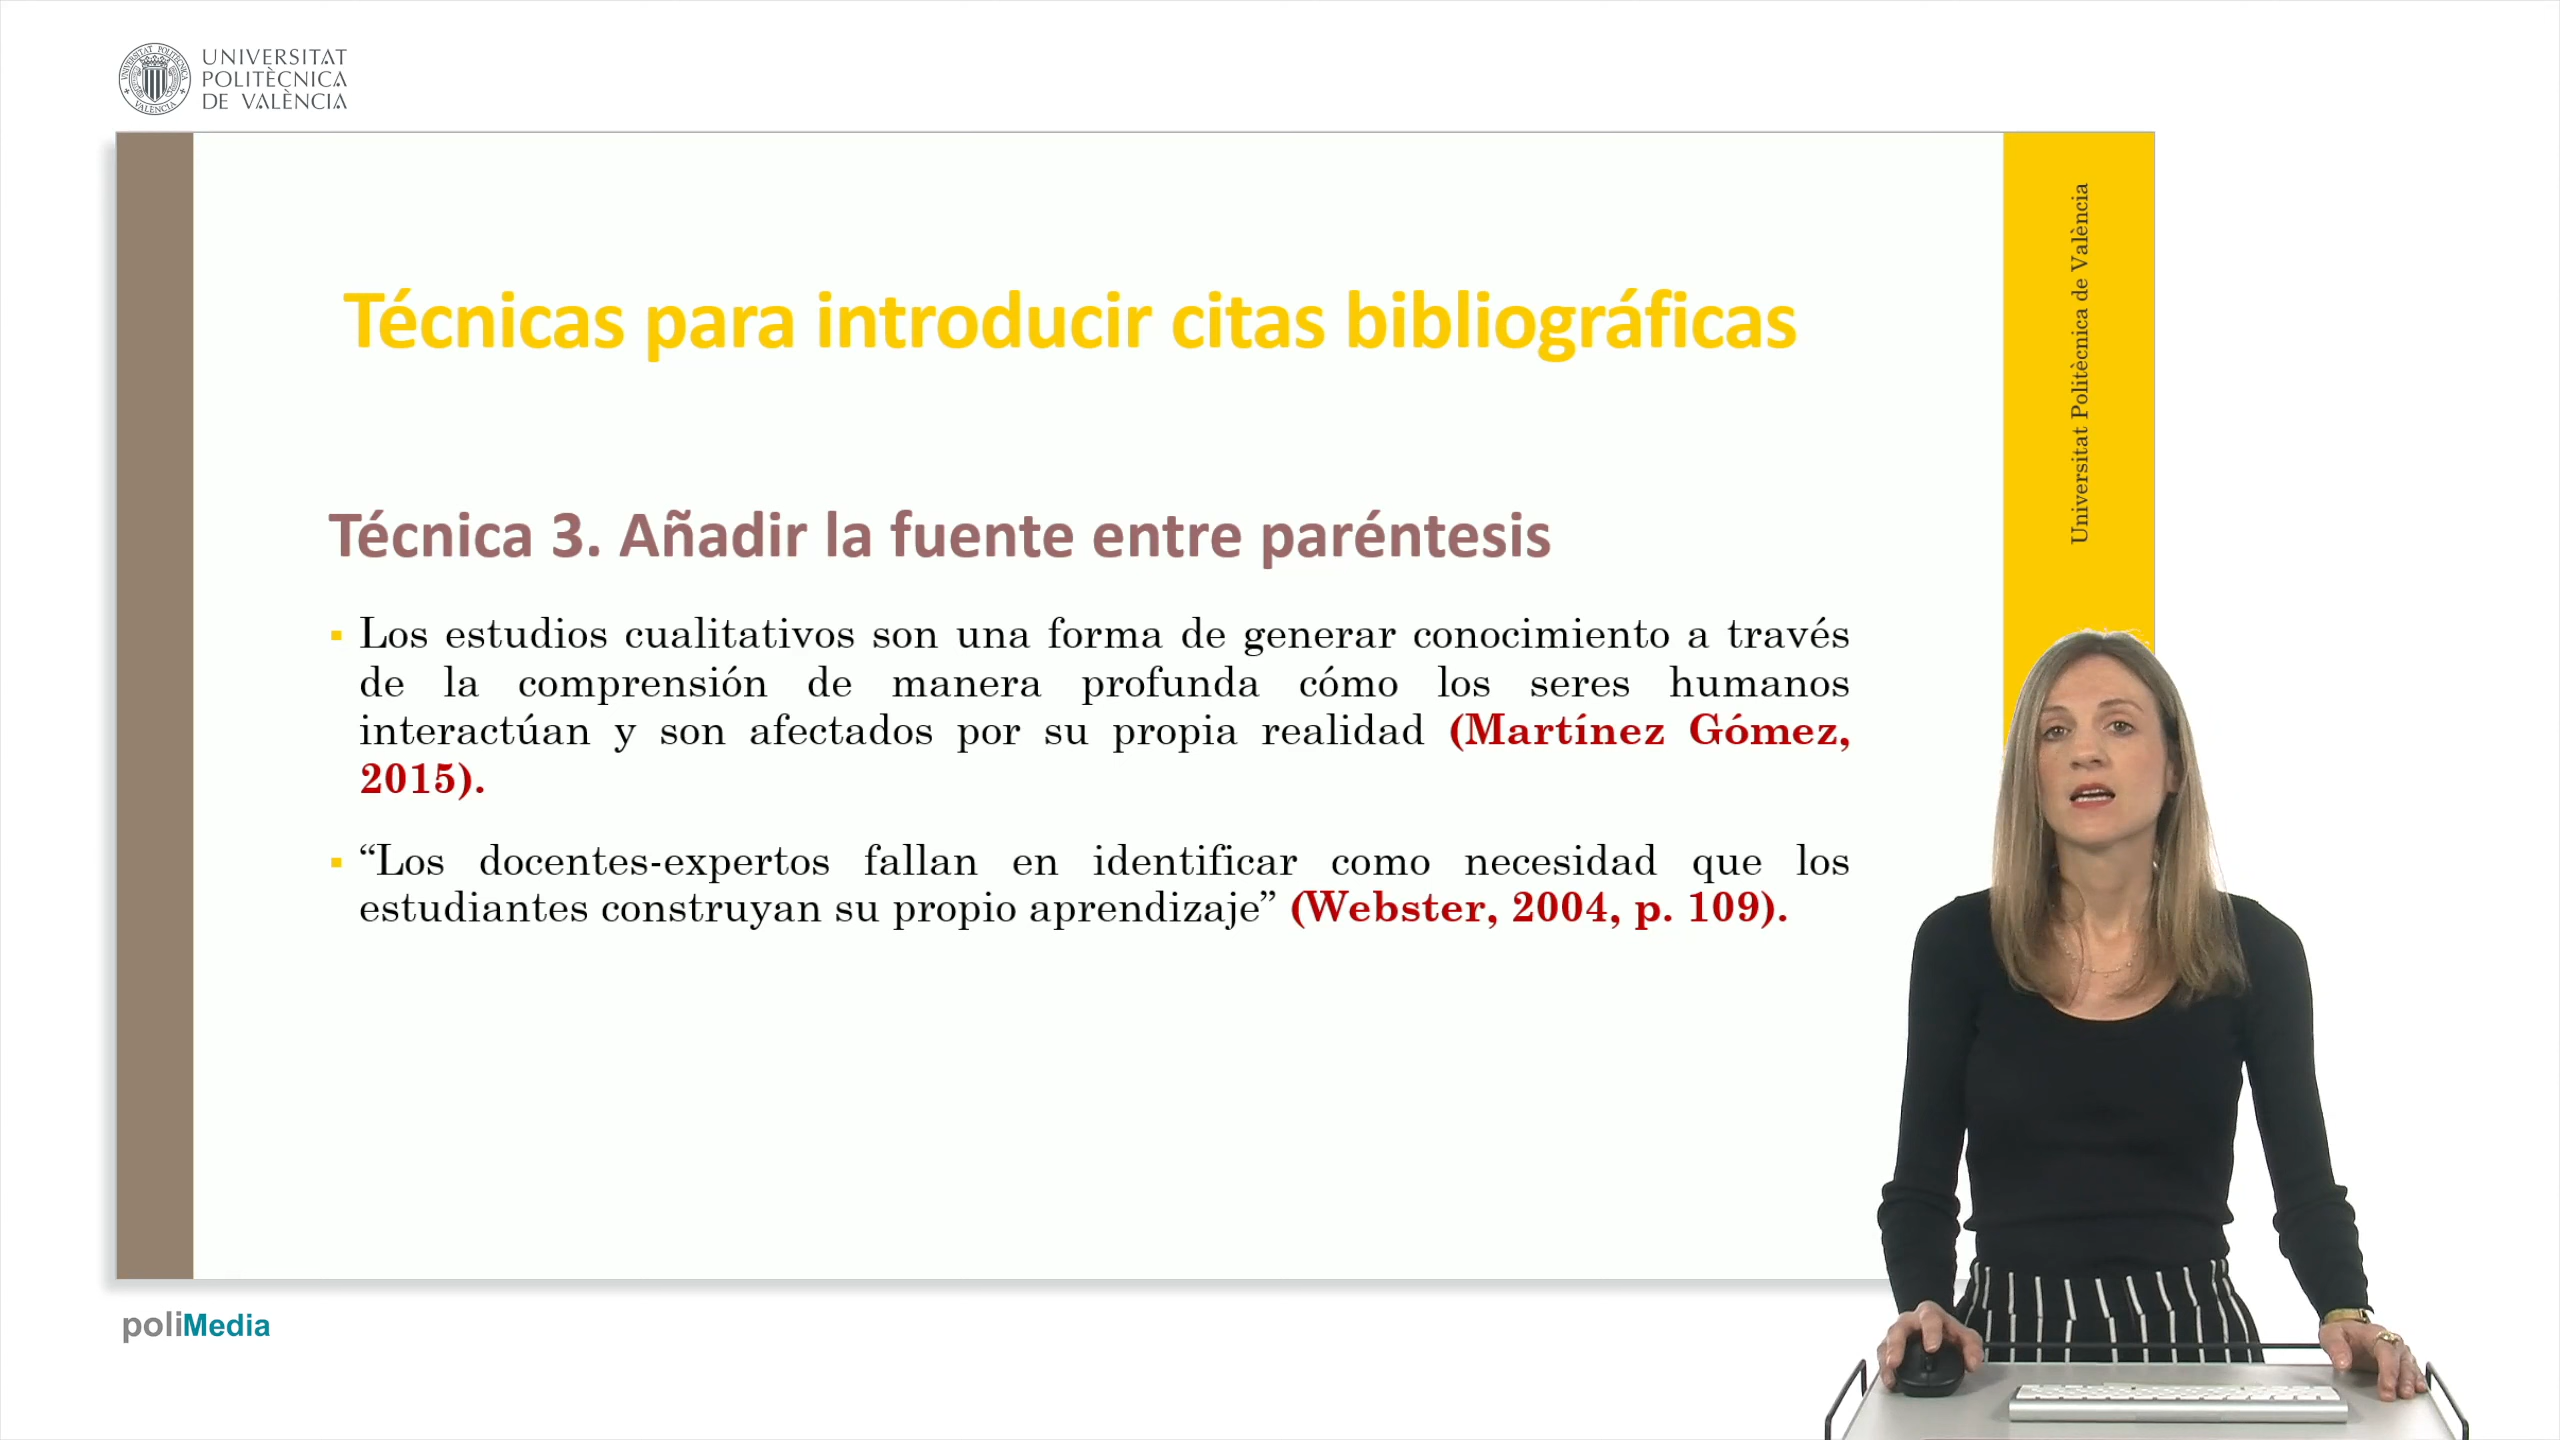 UNIVERSITAT
POLITÈCNICA
DE VALÈNCIA
Universitat Politècnica de València
Técnicas para introducir citas bibliográficas
Técnica 3. Añadir la fuente entre paréntesis
▪ Los estudios cualitativos son una forma de generar conocimiento a través
de la comprensión de manera profunda cómo los seres humanos
interactúan y son afectados por su propia realidad (Martínez Gómez,
2015).
▪ “Los docentes-expertos fallan en identificar como necesidad que los
estudiantes construyan su propio aprendizaje” (Webster, 2004, p. 109).
poliMedia